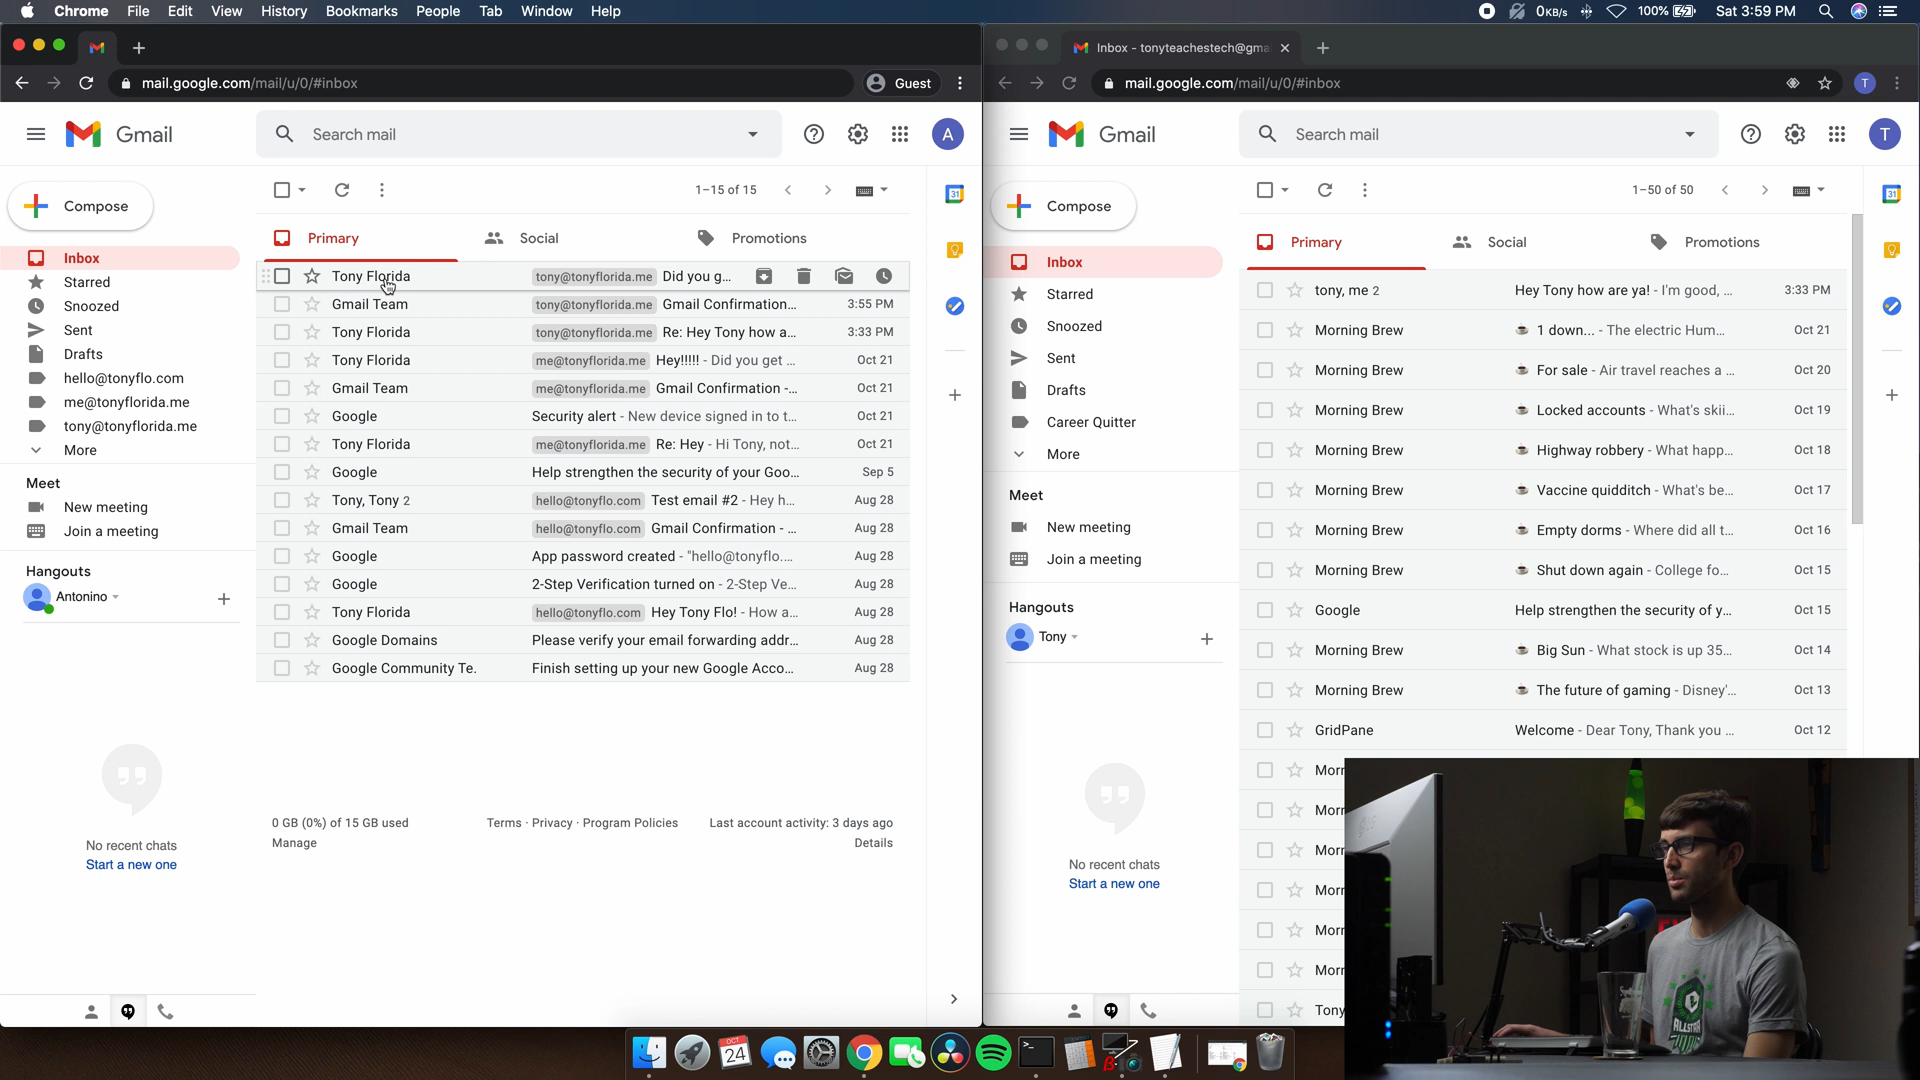 Chrome File Edit View History Bookmarks People Tab Window Help
0KB/s 100% Sat 3:59 PM
mail.google.com/mail/u/0/#inbox
Guest
Gmail
Search mail
A
1–15 of 15
Compose
Primary
Social
Promotions
Inbox
Starred
Snoozed
Sent
Drafts
hello@tonyflo.com
me@tonyflorida.me
tony@tonyflorida.me
More
Meet
New meeting
Join a meeting
Hangouts
Antonino
No recent chats
Start a new one
Tony Florida tony@tonyflorida.me Did you g...
Gmail Team tony@tonyflorida.me Gmail Confirmation... 3:55 PM
Tony Florida tony@tonyflorida.me Re: Hey Tony how a... 3:33 PM
Tony Florida me@tonyflorida.me Hey!!!!! - Did you get ... Oct 21
Gmail Team me@tonyflorida.me Gmail Confirmation -... Oct 21
Google Security alert - New device signed in to t... Oct 21
Tony Florida me@tonyflorida.me Re: Hey - Hi Tony, not... Oct 21
Google Help strengthen the security of your Goo... Sep 5
Tony, Tony 2 hello@tonyflo.com Test email #2 - Hey h... Aug 28
Gmail Team hello@tonyflo.com Gmail Confirmation - ... Aug 28
Google App password created - "hello@tonyflo.... Aug 28
Google 2-Step Verification turned on - 2-Step Ve... Aug 28
Tony Florida hello@tonyflo.com Hey Tony Flo! - How a... Aug 28
Google Domains Please verify your email forwarding addr... Aug 28
Google Community Te. Finish setting up your new Google Acco... Aug 28
0 GB (0%) of 15 GB used
Manage
Terms · Privacy · Program Policies
Last account activity: 3 days ago
Details
31
Inbox - tonyteachestech@gma
mail.google.com/mail/u/0/#inbox
T
Gmail
Search mail
T
1–50 of 50
Compose
Primary
Social
Promotions
Inbox
Starred
Snoozed
Sent
Drafts
Career Quitter
More
Meet
New meeting
Join a meeting
Hangouts
Tony
No recent chats
Start a new one
tony, me 2 Hey Tony how are ya! - I'm good, ... 3:33 PM
Morning Brew 1 down... - The electric Hum... Oct 21
Morning Brew For sale - Air travel reaches a ... Oct 20
Morning Brew Locked accounts - What's skii... Oct 19
Morning Brew Highway robbery - What happ... Oct 18
Morning Brew Vaccine quidditch - What's be... Oct 17
Morning Brew Empty dorms - Where did all t... Oct 16
Morning Brew Shut down again - College fo... Oct 15
Google Help strengthen the security of y... Oct 15
Morning Brew Big Sun - What stock is up 35... Oct 14
Morning Brew The future of gaming - Disney'... Oct 13
GridPane Welcome - Dear Tony, Thank you ... Oct 12
Morr
Morr
Morr
Morr
Morr
Morr
Tony
31
OCT
24
ALLSTAR